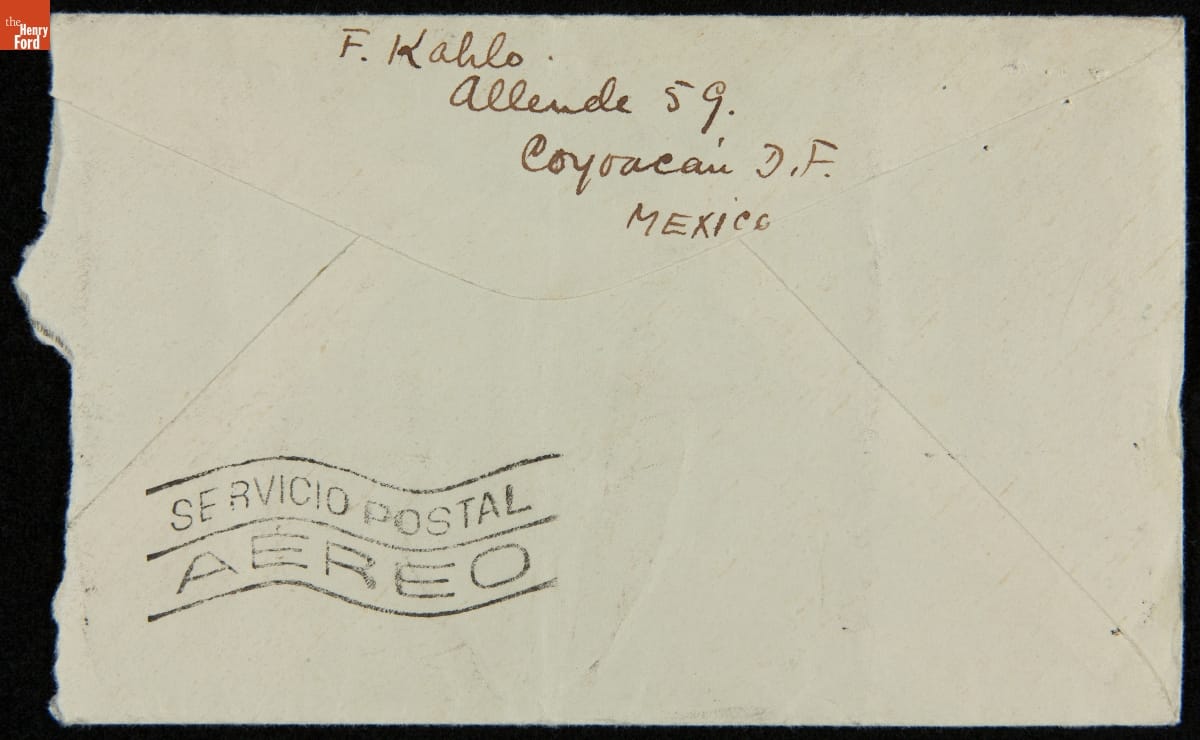 the
Henry
Ford
F. Kahlo.
Allende 59.
Coyoacán D.F.
MEXICO
SERVICIO POSTAL
AÉREO